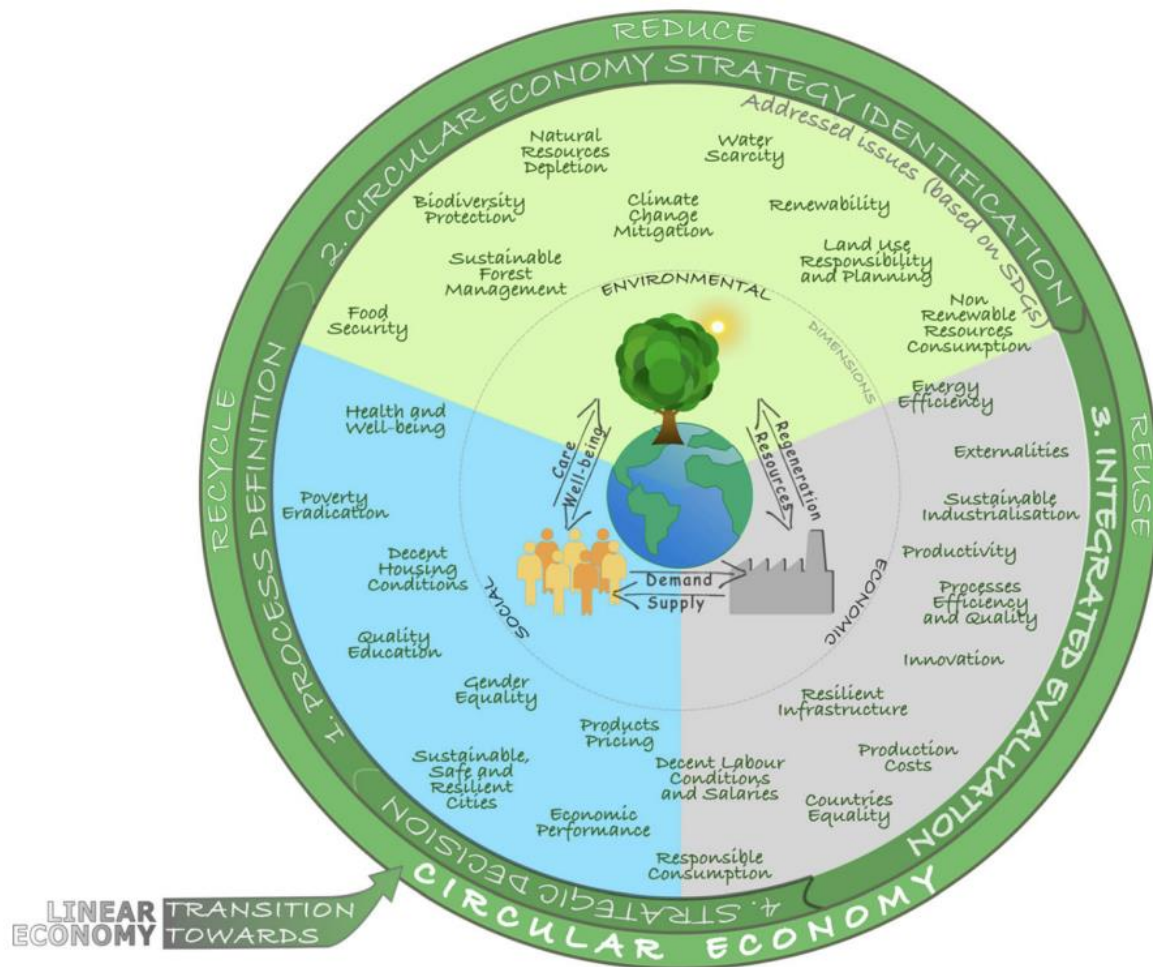 REDUCE
2. CIRCULAR ECONOMY STRATEGY IDENTIFICATION
Addressed issues (based on SDGs)
Natural
Resources
Depletion
Water
Scarcity
Biodiversity
Protection
Climate
Change
Mitigation
Renewability
Sustainable
Forest
Management
Land Use
Responsibility
and Planning
Food
Security
Non
Renewable
Resources
Consumption
ENVIRONMENTAL
DIMENSIONS
RECYCLE
1. PROCESS DEFINITION
REUSE
3. INTEGRATED EVALUATION
Health and
Well-being
Poverty
Eradication
Decent
Housing
Conditions
Quality
Education
Gender
Equality
Products
Pricing
Sustainable,
Safe and
Resilient
Cities
Economic
Performance
SOCIAL
Care
Well-being
Regeneration
Resources
Demand
Supply
ECONOMIC
Energy
Efficiency
Externalities
Sustainable
Industrialisation
Productivity
Processes
Efficiency
and Quality
Innovation
Resilient
Infrastructure
Production
Costs
Decent Labour
Conditions
and Salaries
Countries
Equality
Responsible
Consumption
4. STRATEGIC DECISION
CIRCULAR ECONOMY
LINEAR
ECONOMY
TRANSITION
TOWARDS